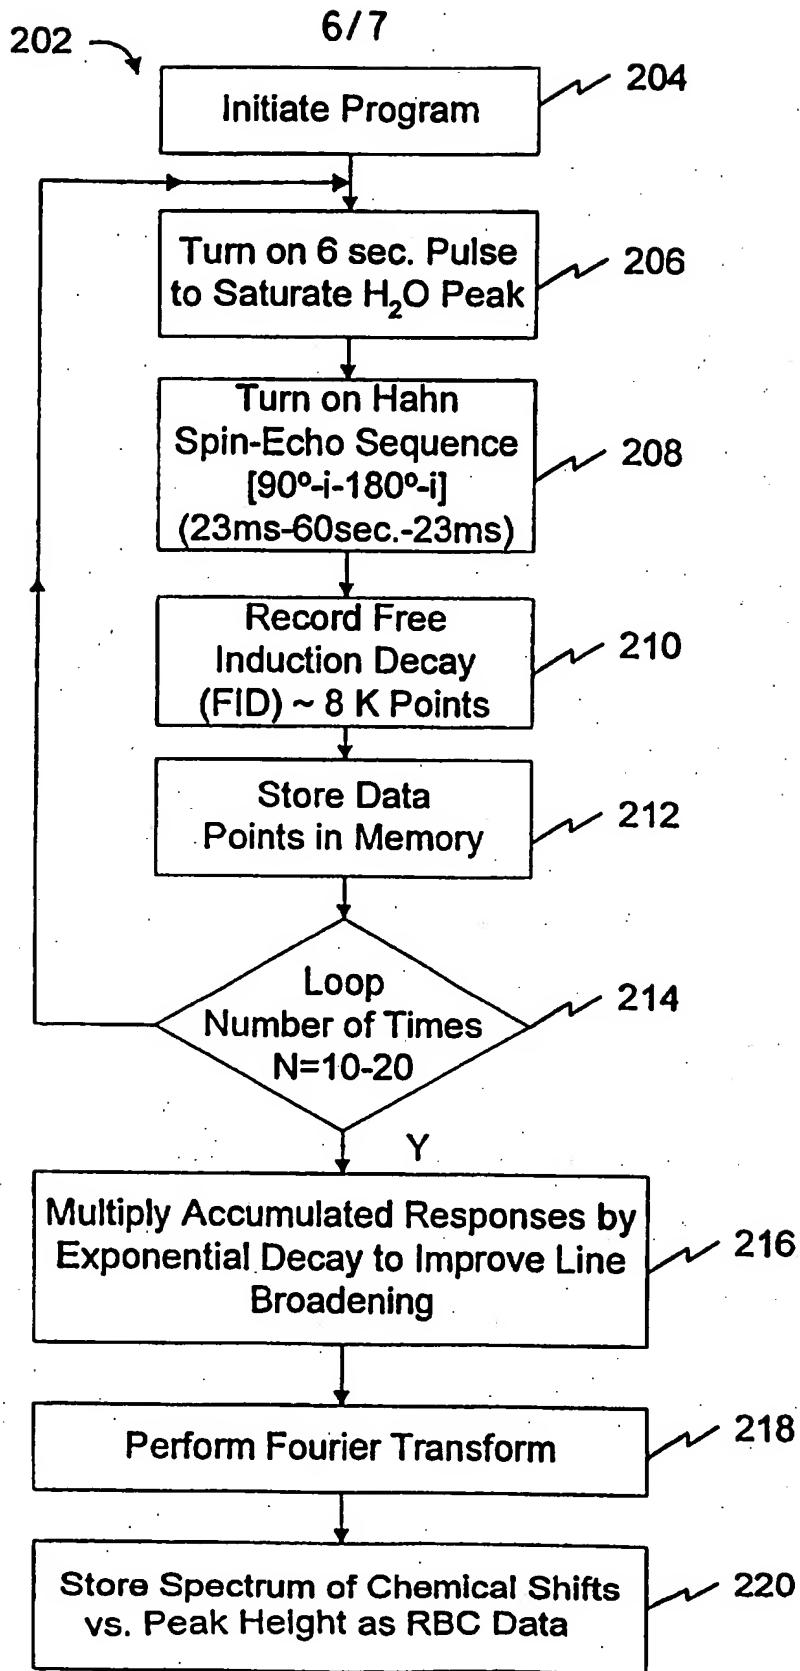 6/7
202
Initiate Program
204
Turn on 6 sec. Pulse
to Saturate H₂O Peak
206
Turn on Hahn
Spin-Echo Sequence
[90º-i-180º-i]
(23ms-60sec.-23ms)
208
Record Free
Induction Decay
(FID) ~ 8 K Points
210
Store Data
Points in Memory
212
Loop
Number of Times
N=10-20
214
Y
Multiply Accumulated Responses by
Exponential Decay to Improve Line
Broadening
216
Perform Fourier Transform
218
Store Spectrum of Chemical Shifts
vs. Peak Height as RBC Data
220